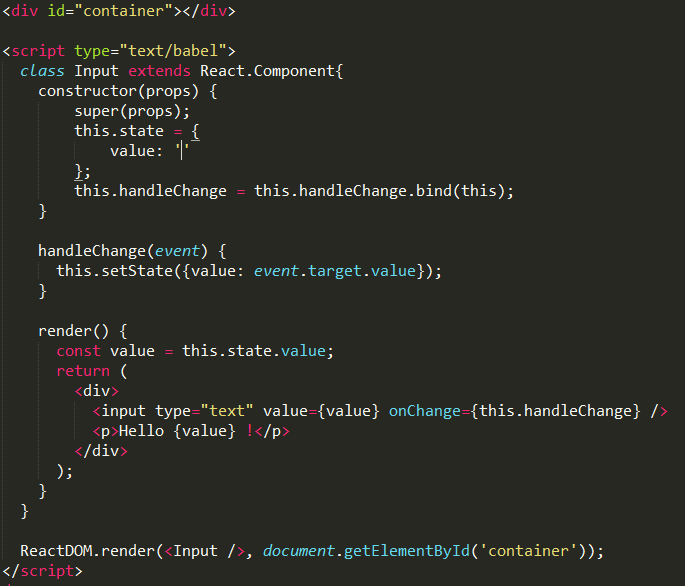 <div id="container"></div>

<script type="text/babel">
  class Input extends React.Component{
    constructor(props) {
        super(props);
        this.state = {
            value: ''
        };
        this.handleChange = this.handleChange.bind(this);
    }

    handleChange(event) {
      this.setState({value: event.target.value});
    }

    render() {
      const value = this.state.value;
      return (
        <div>
          <input type="text" value={value} onChange={this.handleChange} />
          <p>Hello {value} !</p>
        </div>
      );
    }
  }

  ReactDOM.render(<Input />, document.getElementById('container'));
</script>